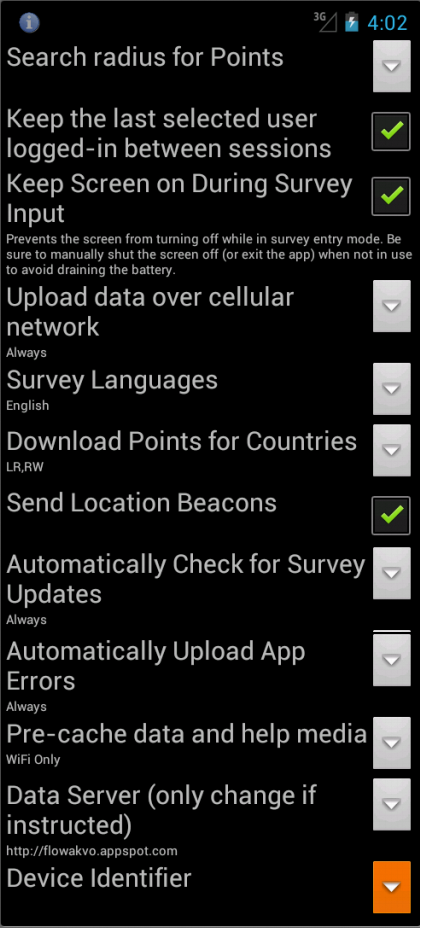 3G 4:02
Search radius for Points
Keep the last selected user
logged-in between sessions
Keep Screen on During Survey
Input
Prevents the screen from turning off while in survey entry mode. Be
sure to manually shut the screen off (or exit the app) when not in use
to avoid draining the battery.
Upload data over cellular
network
Always
Survey Languages
English
Download Points for Countries
LR,RW
Send Location Beacons
Automatically Check for Survey
Updates
Always
Automatically Upload App
Errors
Always
Pre-cache data and help media
WiFi Only
Data Server (only change if
instructed)
http://flowakvo.appspot.com
Device Identifier